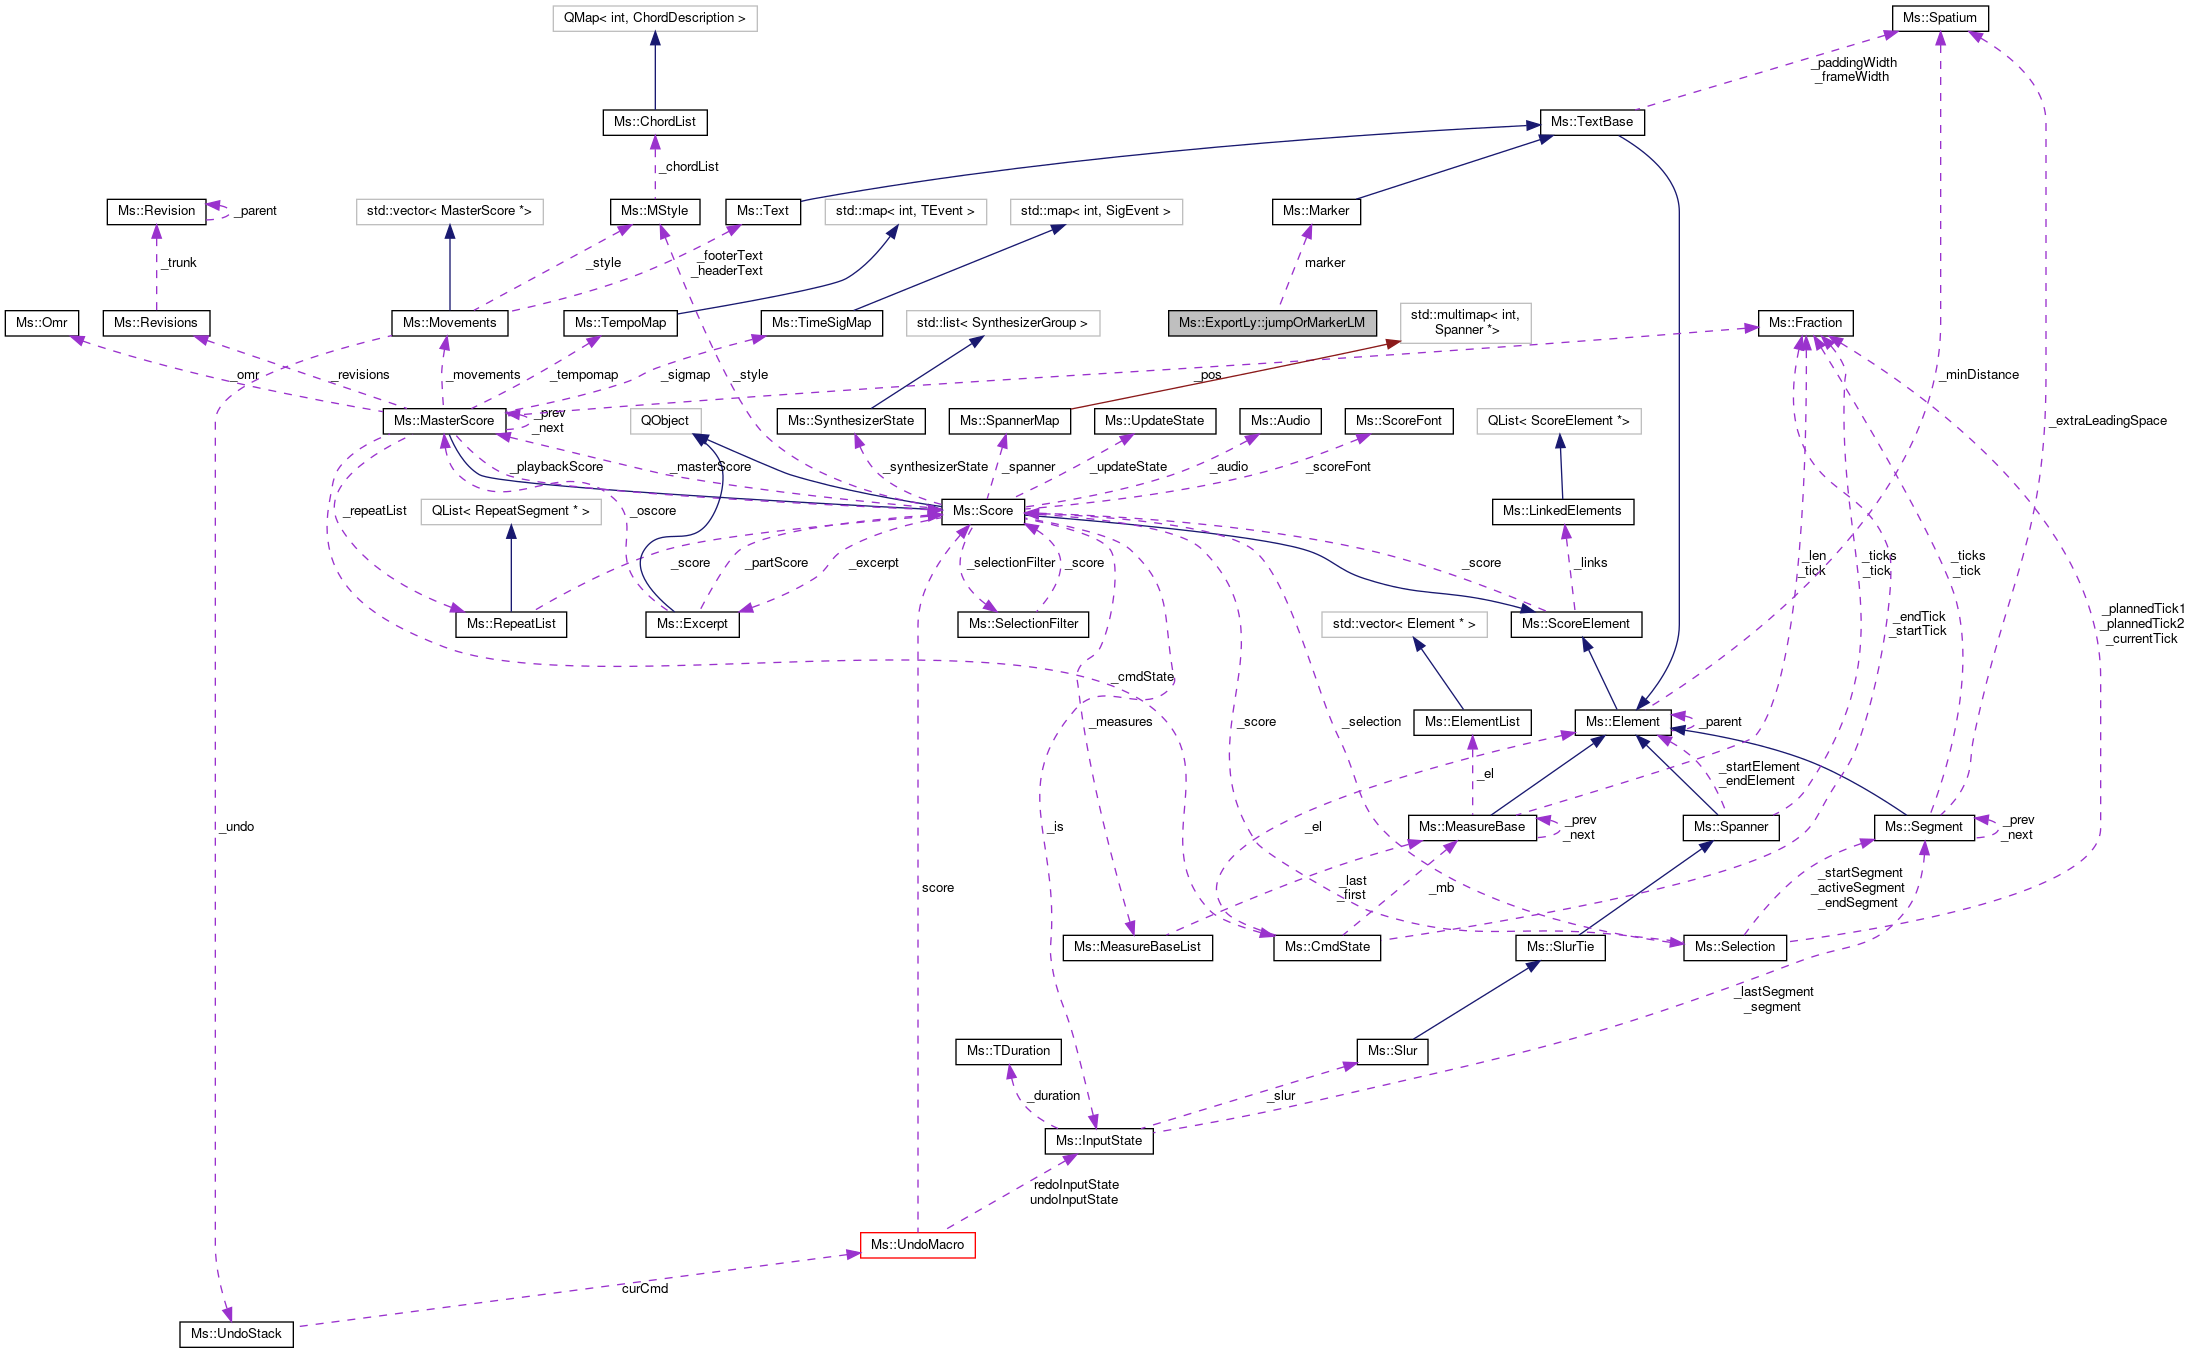 QMap< int, ChordDescription >
Ms::Spatium
_paddingWidth
_frameWidth
Ms::ChordList
Ms::TextBase
_chordList
Ms::Revision
_parent
std::vector< MasterScore *>
Ms::MStyle
Ms::Text
std::map< int, TEvent >
std::map< int, SigEvent >
Ms::Marker
_trunk
_style
_footerText
_headerText
marker
Ms::Omr
Ms::Revisions
Ms::Movements
Ms::TempoMap
Ms::TimeSigMap
std::list< SynthesizerGroup >
Ms::ExportLy::jumpOrMarkerLM
std::multimap< int,
Spanner *>
Ms::Fraction
_omr
_revisions
_movements
_tempomap
_sigmap
_style
_pos
_minDistance
Ms::MasterScore
_prev
_next
QObject
Ms::SynthesizerState
Ms::SpannerMap
Ms::UpdateState
Ms::Audio
Ms::ScoreFont
QList< ScoreElement *>
_extraLeadingSpace
_playbackScore
_masterScore
_synthesizerState
_spanner
_updateState
_audio
_scoreFont
_repeatList
QList< RepeatSegment * >
_oscore
Ms::Score
Ms::LinkedElements
_score
_partScore
_excerpt
_selectionFilter
_score
_score
_links
_len
_tick
_ticks
_tick
_ticks
_tick
Ms::RepeatList
Ms::Excerpt
Ms::SelectionFilter
std::vector< Element * >
Ms::ScoreElement
_endTick
_startTick
_plannedTick1
_plannedTick2
_currentTick
_cmdState
_measures
_score
_selection
Ms::ElementList
Ms::Element
_parent
_el
_startElement
_endElement
_undo
_is
_el
Ms::MeasureBase
_prev
_next
Ms::Spanner
Ms::Segment
_prev
_next
score
_last
_first
_mb
_startSegment
_activeSegment
_endSegment
Ms::MeasureBaseList
Ms::CmdState
Ms::SlurTie
Ms::Selection
_lastSegment
_segment
Ms::TDuration
Ms::Slur
_duration
_slur
Ms::InputState
redoInputState
undoInputState
Ms::UndoMacro
curCmd
Ms::UndoStack